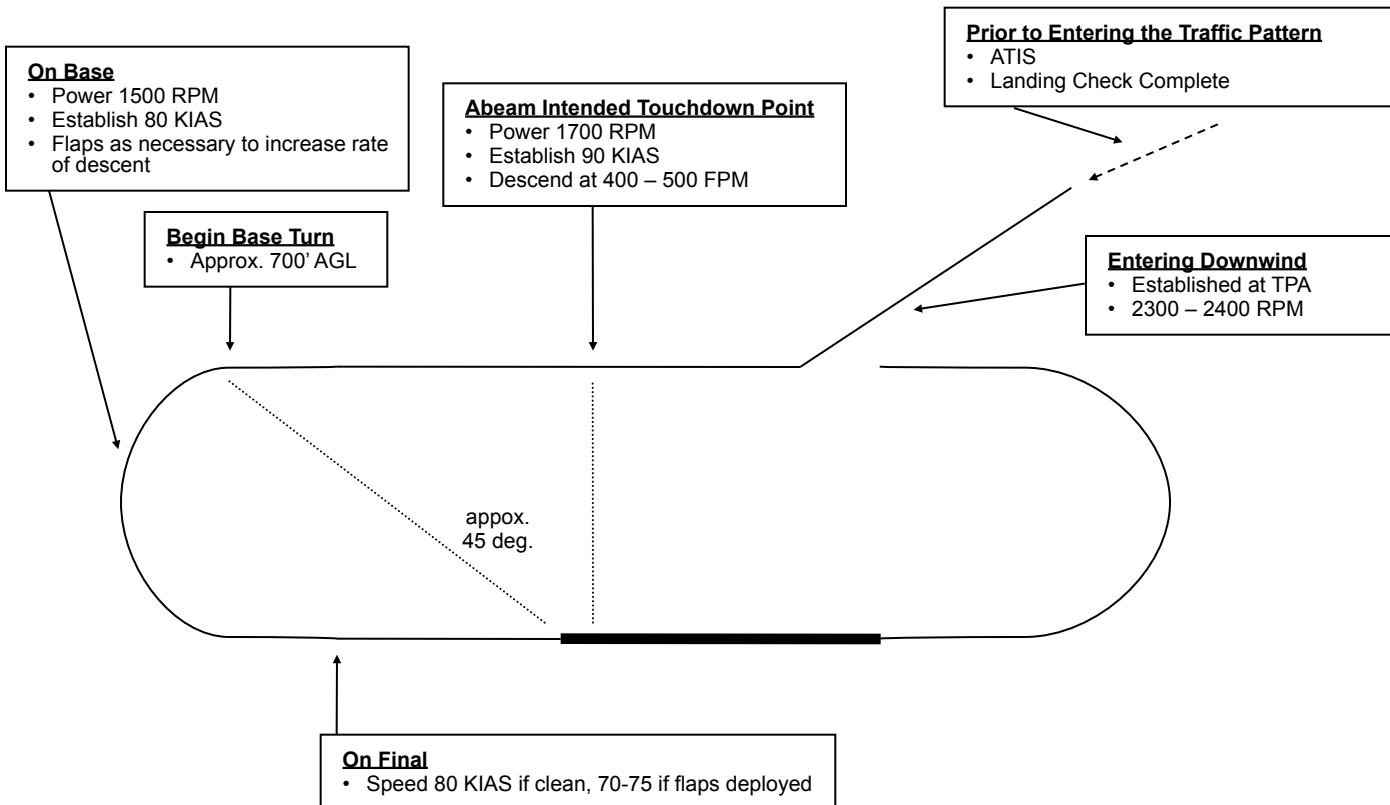 Prior to Entering the Traffic Pattern
• ATIS
• Landing Check Complete
On Base
• Power 1500 RPM
• Establish 80 KIAS
• Flaps as necessary to increase rate
of descent
Abeam Intended Touchdown Point
• Power 1700 RPM
• Establish 90 KIAS
• Descend at 400 – 500 FPM
Begin Base Turn
• Approx. 700’ AGL
Entering Downwind
• Established at TPA
• 2300 – 2400 RPM
appox.
45 deg.
On Final
• Speed 80 KIAS if clean, 70-75 if flaps deployed